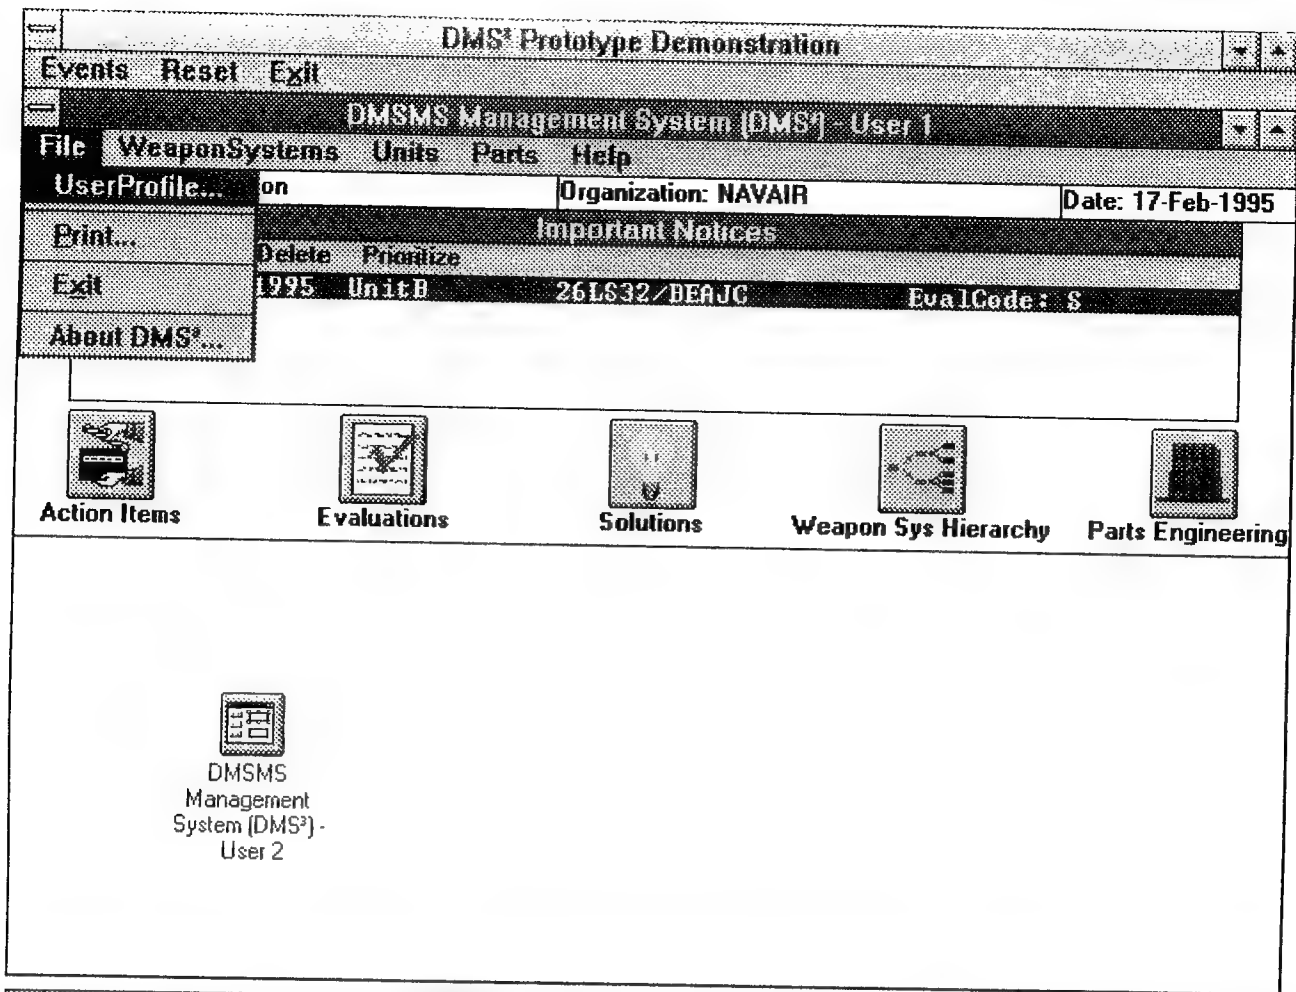 DMS³ Prototype Demonstration
Events Reset Exit
DMSMS Management System (DMS³) - User 1
File WeaponSystems Units Parts Help
UserProfile... on Organization: NAVAIR Date: 17-Feb-1995
Important Notices
Print... Delete Prioritize
Exit 1995 UnitB 26LS32/BEAJC EvalCode: S
About DMS³...
Action Items Evaluations Solutions Weapon Sys Hierarchy Parts Engineering
DMSMS
Management
System (DMS³) -
User 2